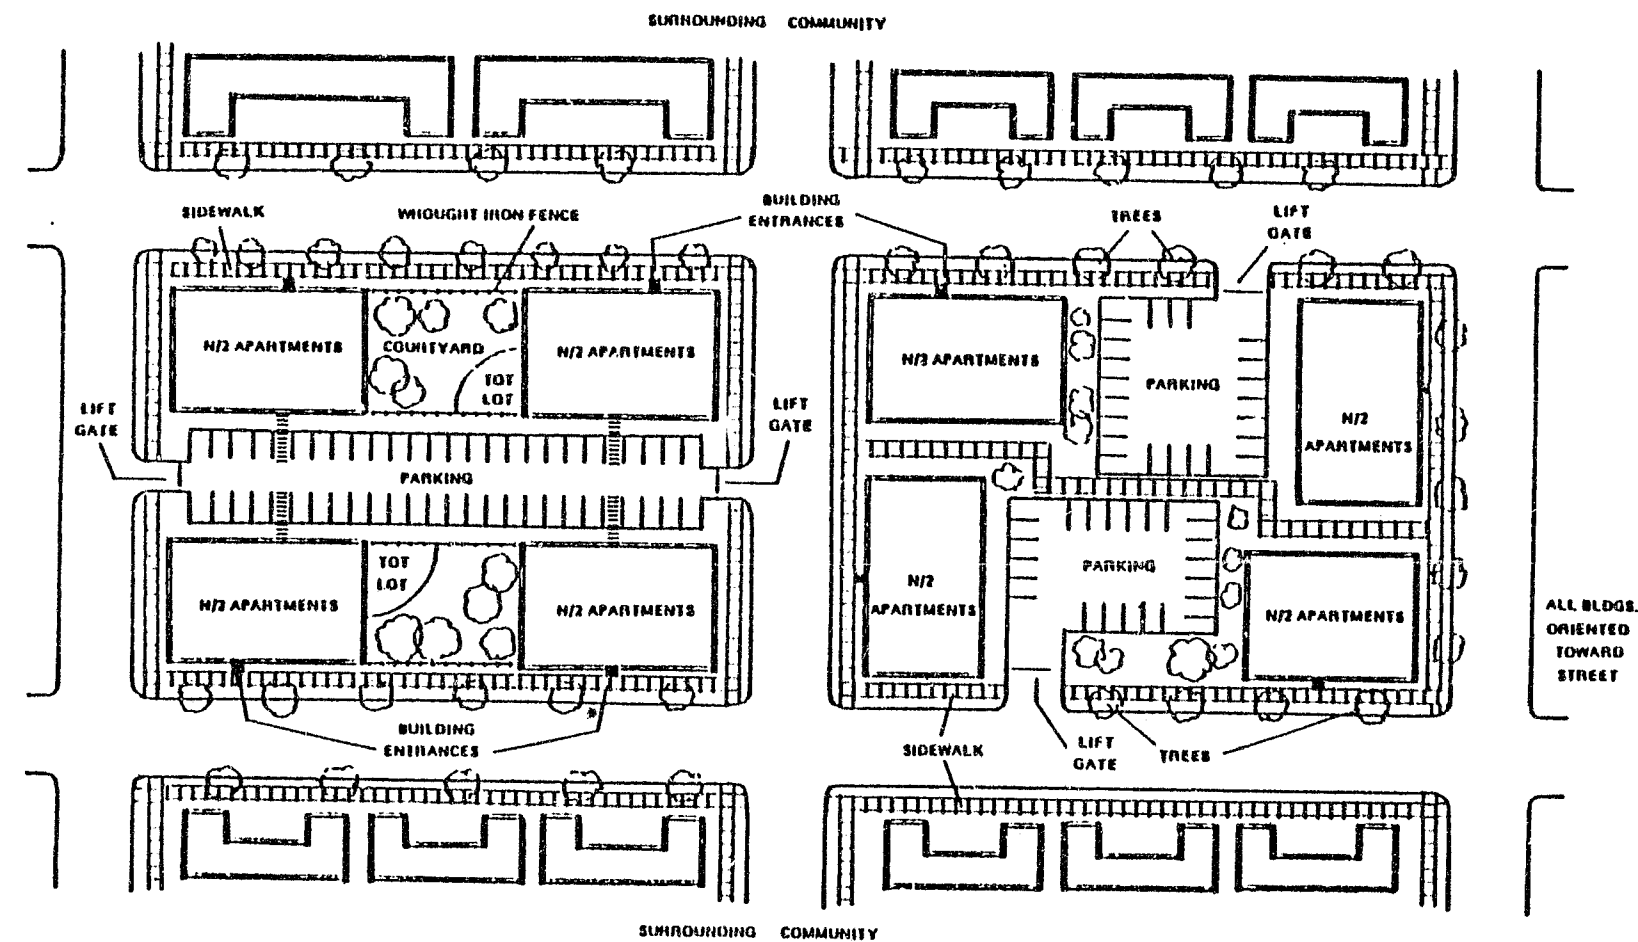 SURROUNDING COMMUNITY
SIDEWALK
WROUGHT IRON FENCE
BUILDING
ENTRANCES
TREES
LIFT
GATE
N/2 APARTMENTS
COURTYARD
TOT
LOT
N/2 APARTMENTS
N/2 APARTMENTS
PARKING
N/2
APARTMENTS
LIFT
GATE
LIFT
GATE
PARKING
TOT
LOT
N/2 APARTMENTS
N/2 APARTMENTS
N/2
APARTMENTS
PARKING
N/2 APARTMENTS
ALL BLDGS.
ORIENTED
TOWARD
STREET
*
BUILDING
ENTRANCES
SIDEWALK
LIFT
GATE
TREES
SURROUNDING COMMUNITY